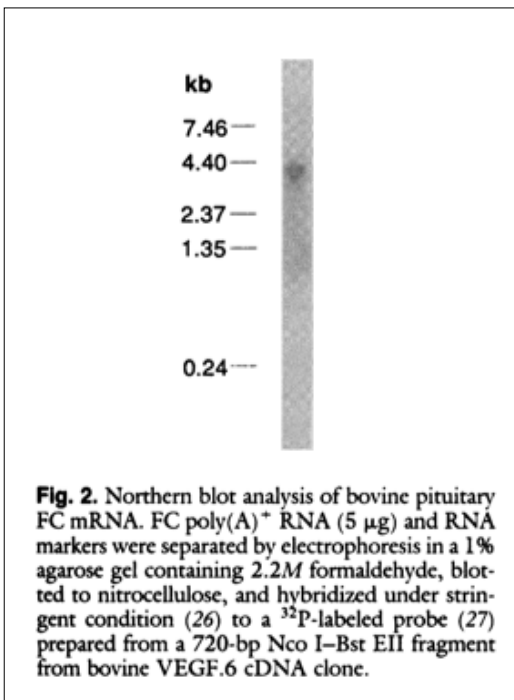 kb
7.46
4.40
2.37
1.35
0.24
Fig. 2. Northern blot analysis of bovine pituitary
FC mRNA. FC poly(A)⁺ RNA (5 μg) and RNA
markers were separated by electrophoresis in a 1%
agarose gel containing 2.2M formaldehyde, blot-
ted to nitrocellulose, and hybridized under strin-
gent condition (26) to a ³²P-labeled probe (27)
prepared from a 720-bp Nco I–Bst EII fragment
from bovine VEGF.6 cDNA clone.